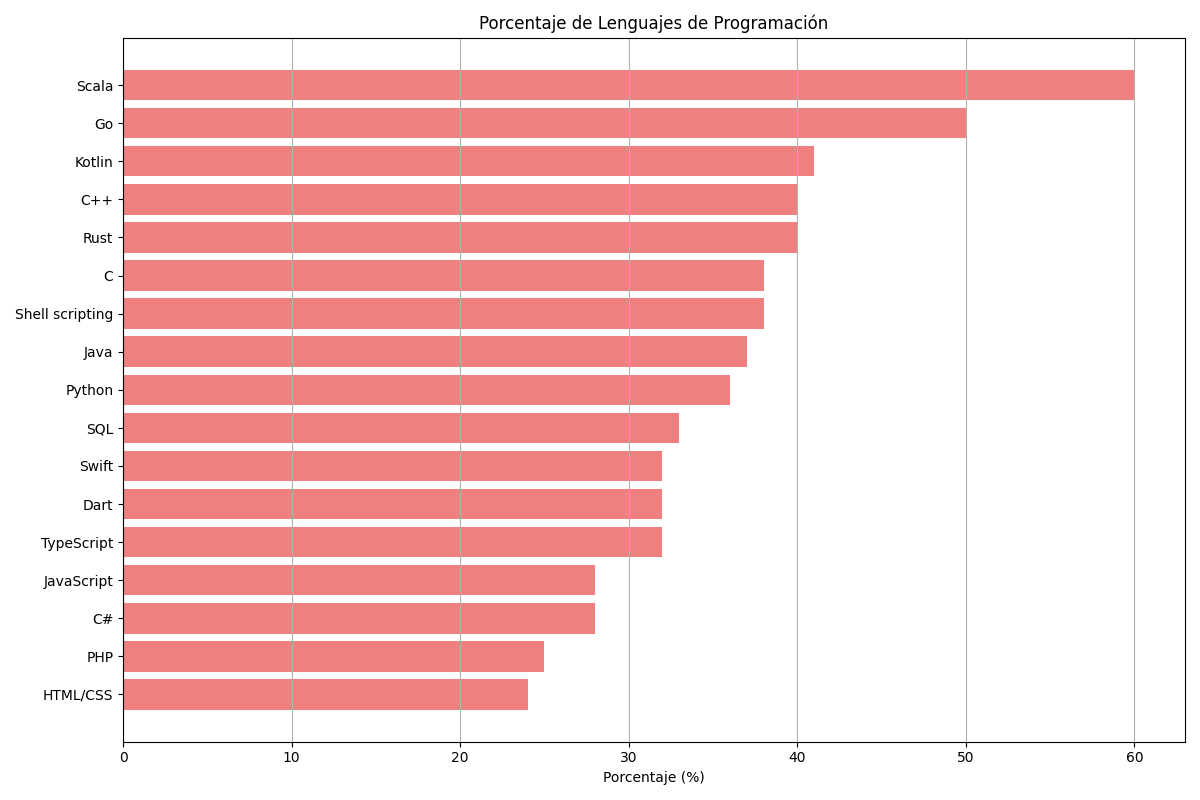 Porcentaje de Lenguajes de Programación
Scala
Go
Kotlin
C++
Rust
C
Shell scripting
Java
Python
SQL
Swift
Dart
TypeScript
JavaScript
C#
PHP
HTML/CSS
0 10 20 30 40 50 60
Porcentaje (%)